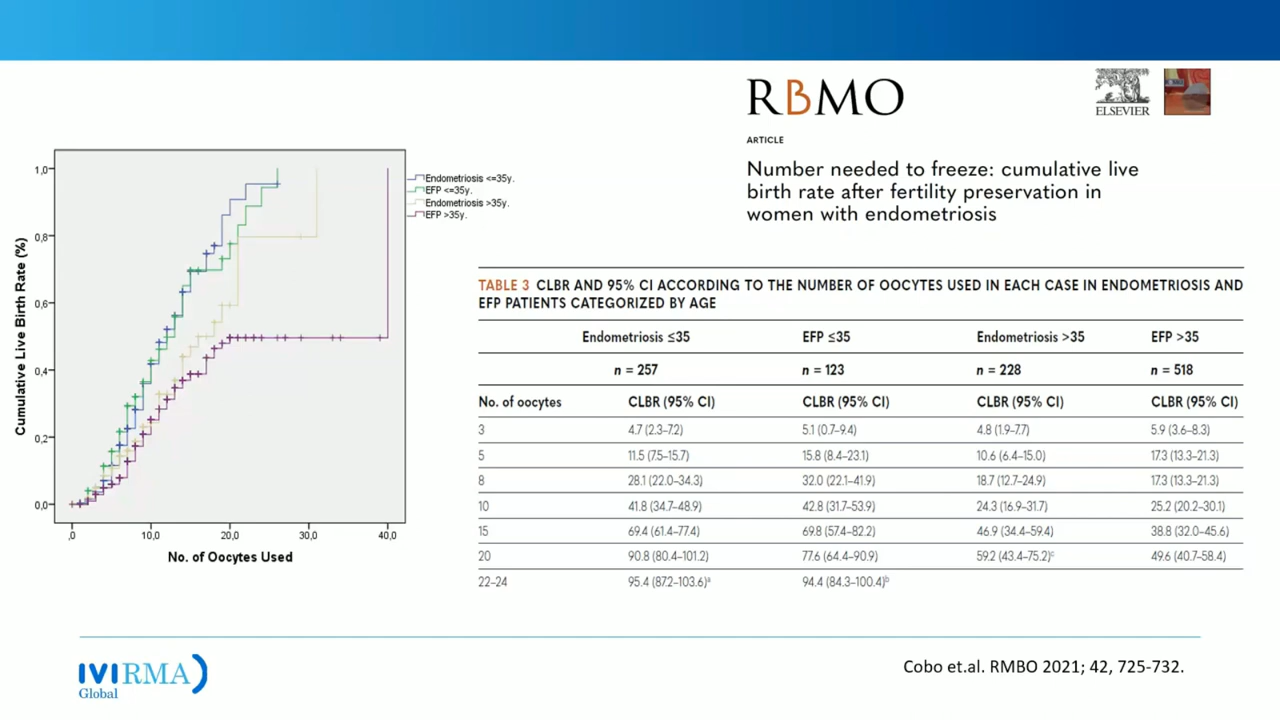 RBMO
ELSEVIER
ARTICLE
Number needed to freeze: cumulative live
birth rate after fertility preservation in
women with endometriosis
Cumulative Live Birth Rate (%)
1,0
0,8
0,6
0,4
0,2
0,0
,0 10,0 20,0 30,0 40,0
No. of Oocytes Used
Endometriosis <=35y.
EFP <=35y.
Endometriosis >35y.
EFP >35y.
TABLE 3 CLBR AND 95% CI ACCORDING TO THE NUMBER OF OOCYTES USED IN EACH CASE IN ENDOMETRIOSIS AND
EFP PATIENTS CATEGORIZED BY AGE
Endometriosis ≤35 EFP ≤35 Endometriosis >35 EFP >35
n = 257 n = 123 n = 228 n = 518
No. of oocytes CLBR (95% CI) CLBR (95% CI) CLBR (95% CI) CLBR (95% CI)
3 4.7 (2.3–7.2) 5.1 (0.7–9.4) 4.8 (1.9–7.7) 5.9 (3.6–8.3)
5 11.5 (7.5–15.7) 15.8 (8.4–23.1) 10.6 (6.4–15.0) 17.3 (13.3–21.3)
8 28.1 (22.0–34.3) 32.0 (22.1–41.9) 18.7 (12.7–24.9) 17.3 (13.3–21.3)
10 41.8 (34.7–48.9) 42.8 (31.7–53.9) 24.3 (16.9–31.7) 25.2 (20.2–30.1)
15 69.4 (61.4–77.4) 69.8 (57.4–82.2) 46.9 (34.4–59.4) 38.8 (32.0–45.6)
20 90.8 (80.4–101.2) 77.6 (64.4–90.9) 59.2 (43.4–75.2)c 49.6 (40.7–58.4)
22–24 95.4 (87.2–103.6)a 94.4 (84.3–100.4)b
IVIRMA
Global
Cobo et.al. RMBO 2021; 42, 725-732.